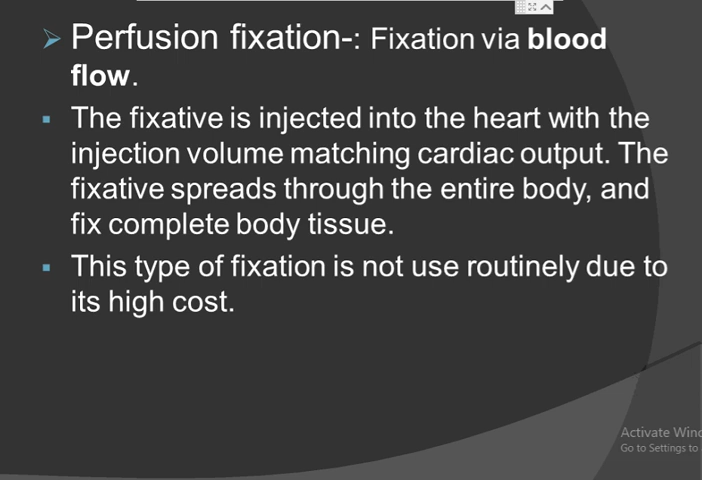 Perfusion fixation-: Fixation via blood
flow.
The fixative is injected into the heart with the
injection volume matching cardiac output. The
fixative spreads through the entire body, and
fix complete body tissue.
This type of fixation is not use routinely due to
its high cost.
Activate Wind
Go to Settings to